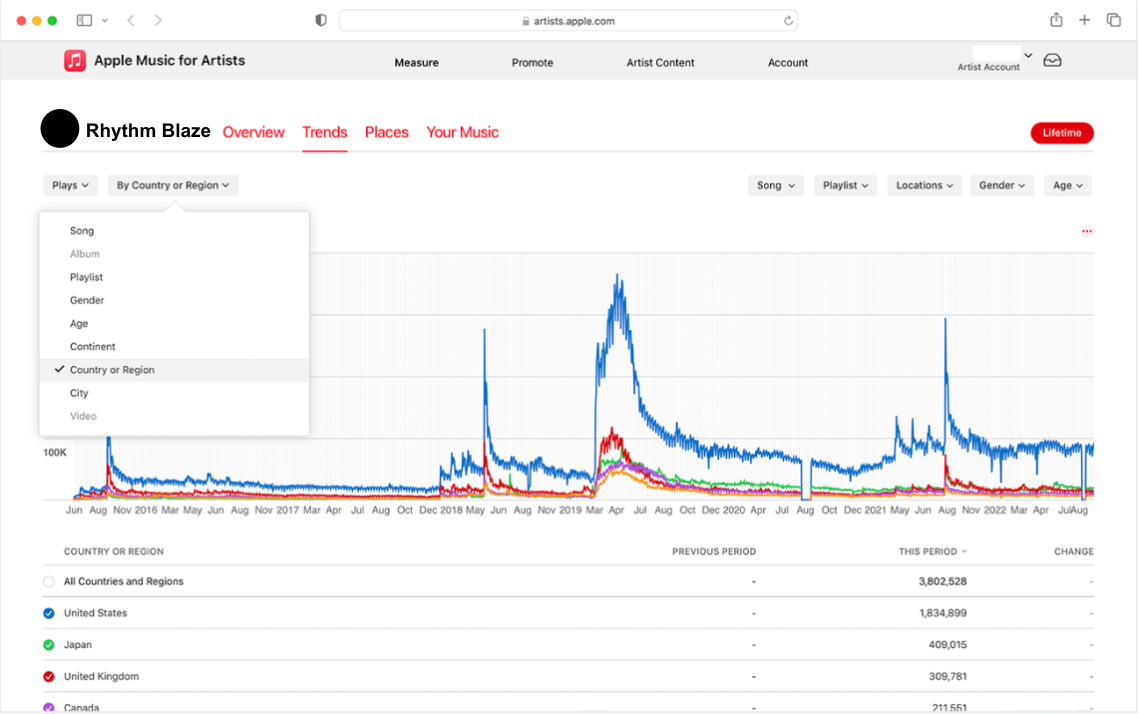 artists.apple.com
Apple Music for Artists Measure Promote Artist Content Account Artist Account
Rhythm Blaze Overview Trends Places Your Music Lifetime
Plays By Country or Region Song Playlist Locations Gender Age
Song
Album
Playlist
Gender
Age
Continent
Country or Region
City
Video
100K
Jun Aug Nov 2016 Mar May Jun Aug Nov 2017 Mar Apr Jul Aug Oct Dec 2018 May Jun Aug Nov 2019 Mar Apr Jul Aug Oct Dec 2020 Apr Jul Aug Oct Dec 2021 May Jun Aug Nov 2022 Mar Apr JulAug
COUNTRY OR REGION PREVIOUS PERIOD THIS PERIOD CHANGE
All Countries and Regions - 3,802,528 -
United States - 1,834,899 -
Japan - 409,015 -
United Kingdom - 309,781 -
Canada - 211,551 -